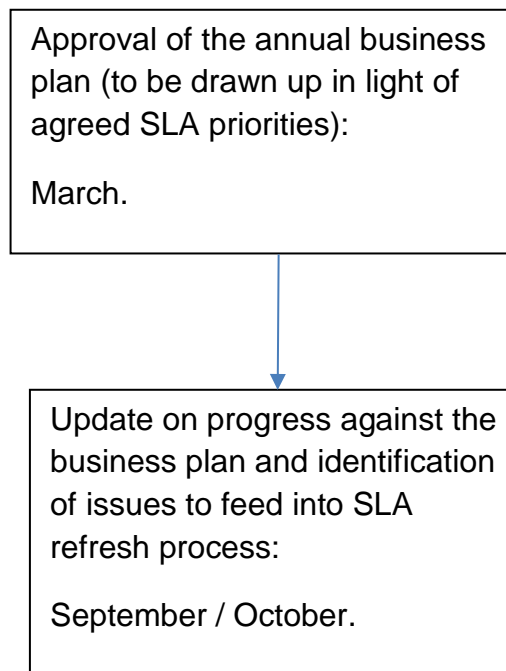 Approval of the annual business
plan (to be drawn up in light of
agreed SLA priorities):
March.
Update on progress against the
business plan and identification
of issues to feed into SLA
refresh process:
September / October.